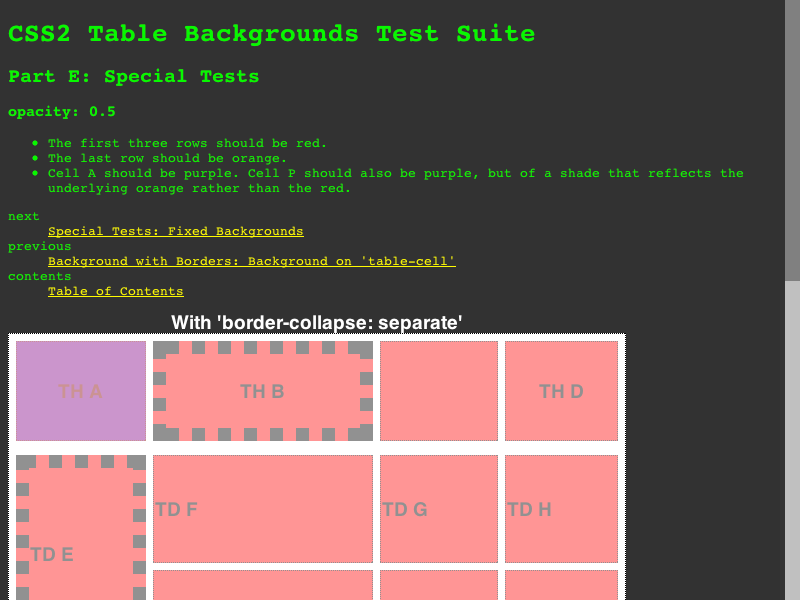 CSS2 Table Backgrounds Test Suite
Part E: Special Tests
opacity: 0.5
The first three rows should be red.
The last row should be orange.
Cell A should be purple. Cell P should also be purple, but of a shade that reflects the
underlying orange rather than the red.
next
Special Tests: Fixed Backgrounds
previous
Background with Borders: Background on 'table-cell'
contents
Table of Contents
With 'border-collapse: separate'
TH A TH B TH D
TD F TD G TD H
TD E